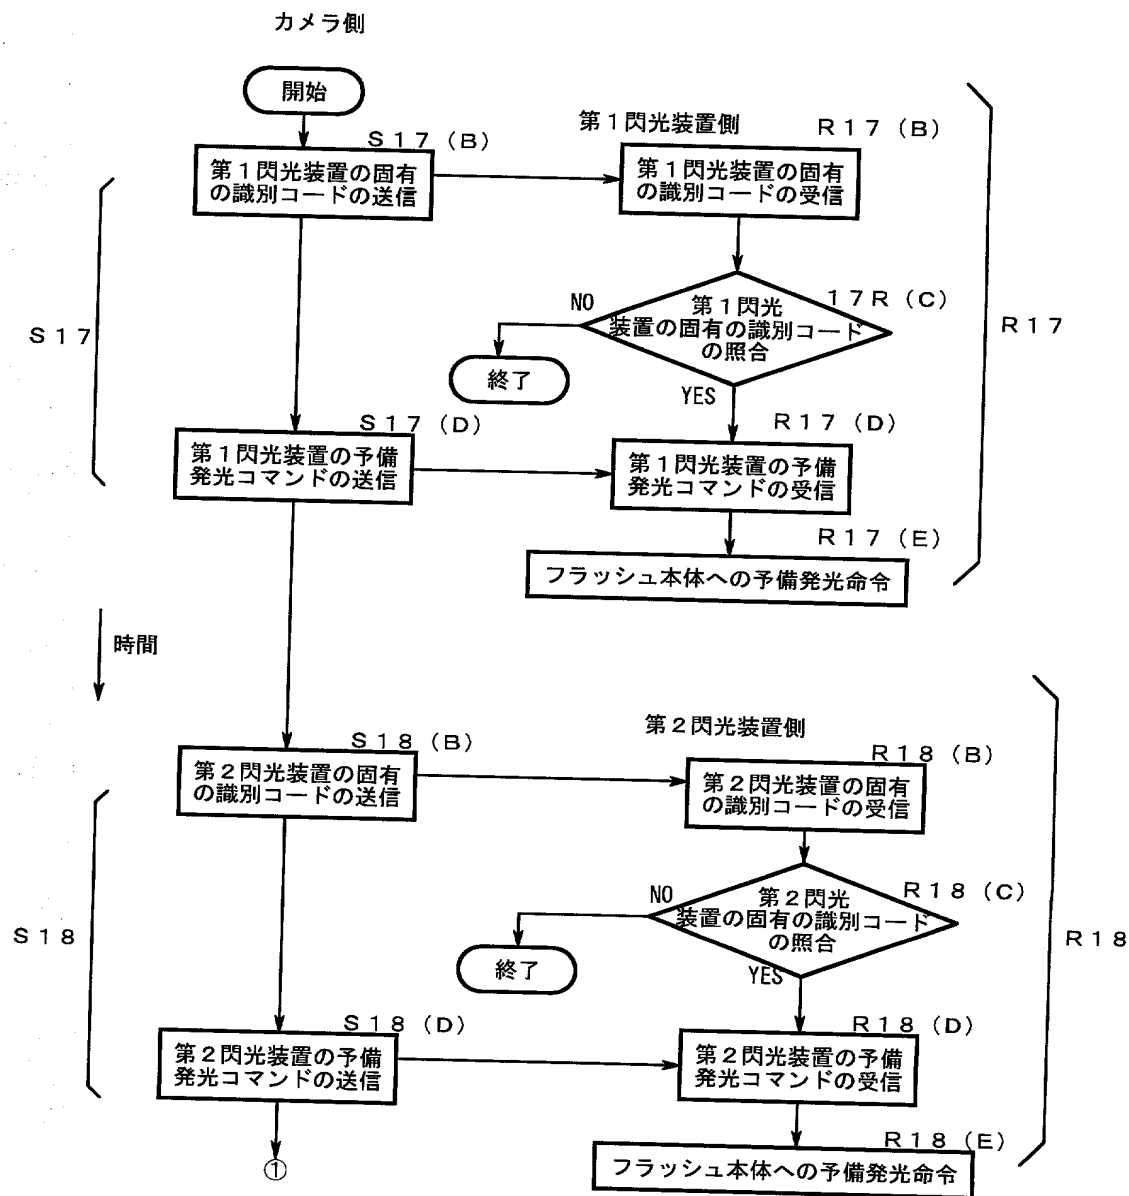 カメラ側
開始
S17(B)
第1閃光装置の固有
の識別コードの送信
第1閃光装置側
R17(B)
第1閃光装置の固有
の識別コードの受信
17R(C)
第1閃光
装置の固有の識別コード
の照合
NO
終了
YES
S17
R17
S17(D)
第1閃光装置の予備
発光コマンドの送信
R17(D)
第1閃光装置の予備
発光コマンドの受信
R17(E)
フラッシュ本体への予備発光命令
時間
S18(B)
第2閃光装置の固有
の識別コードの送信
第2閃光装置側
R18(B)
第2閃光装置の固有
の識別コードの受信
R18(C)
第2閃光
装置の固有の識別コード
の照合
NO
終了
YES
S18
R18
S18(D)
第2閃光装置の予備
発光コマンドの送信
R18(D)
第2閃光装置の予備
発光コマンドの受信
①
R18(E)
フラッシュ本体への予備発光命令